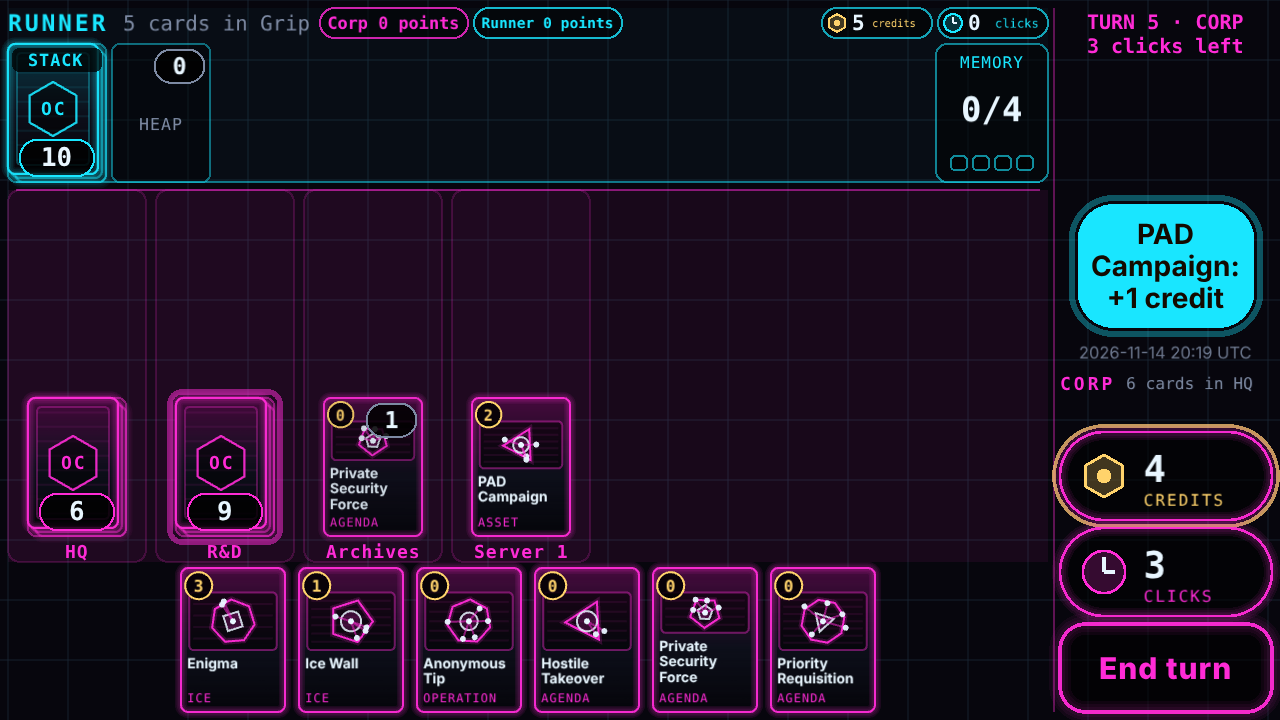 RUNNER 5 cards in Grip Corp 0 points Runner 0 points 5 credits 0 clicks
TURN 5 · CORP
3 clicks left
STACK
OC
10
0
HEAP
MEMORY
0/4
PAD
Campaign:
+1 credit
2026-11-14 20:19 UTC
CORP 6 cards in HQ
OC
6
HQ
OC
9
R&D
0
1
Private
Security
Force
AGENDA
Archives
2
PAD
Campaign
ASSET
Server 1
4
CREDITS
3
CLICKS
End turn
3
Enigma
ICE
1
Ice Wall
ICE
0
Anonymous
Tip
OPERATION
0
Hostile
Takeover
AGENDA
0
Private
Security
Force
AGENDA
0
Priority
Requisition
AGENDA